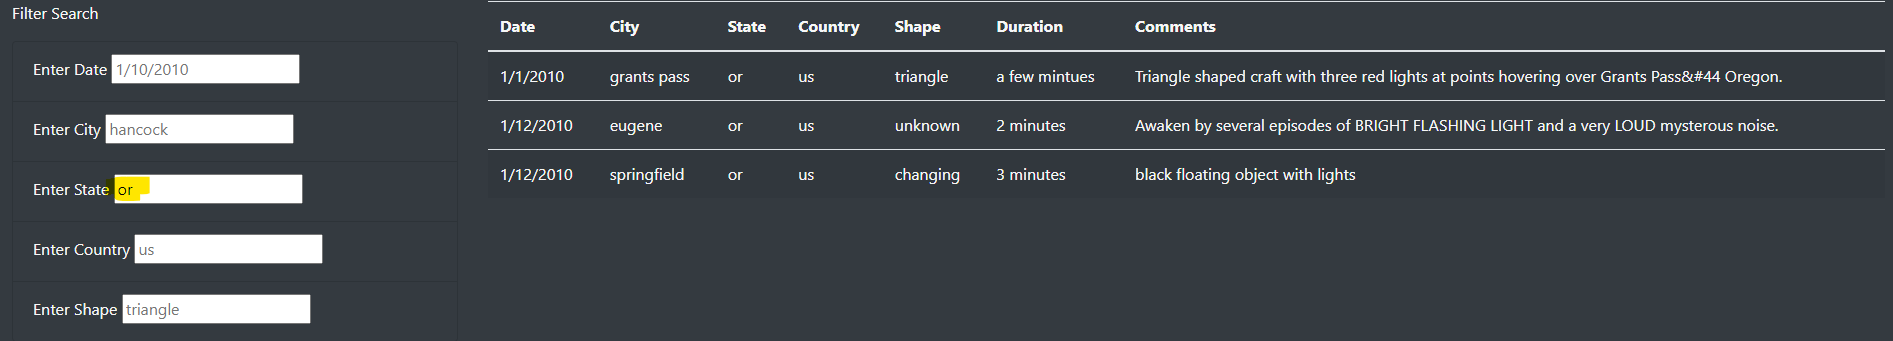 Filter Search
Enter Date 1/10/2010
Enter City hancock
Enter State or
Enter Country us
Enter Shape triangle
Date City State Country Shape Duration Comments
1/1/2010 grants pass or us triangle a few mintues Triangle shaped craft with three red lights at points hovering over Grants Pass&#44 Oregon.
1/12/2010 eugene or us unknown 2 minutes Awaken by several episodes of BRIGHT FLASHING LIGHT and a very LOUD mysterous noise.
1/12/2010 springfield or us changing 3 minutes black floating object with lights